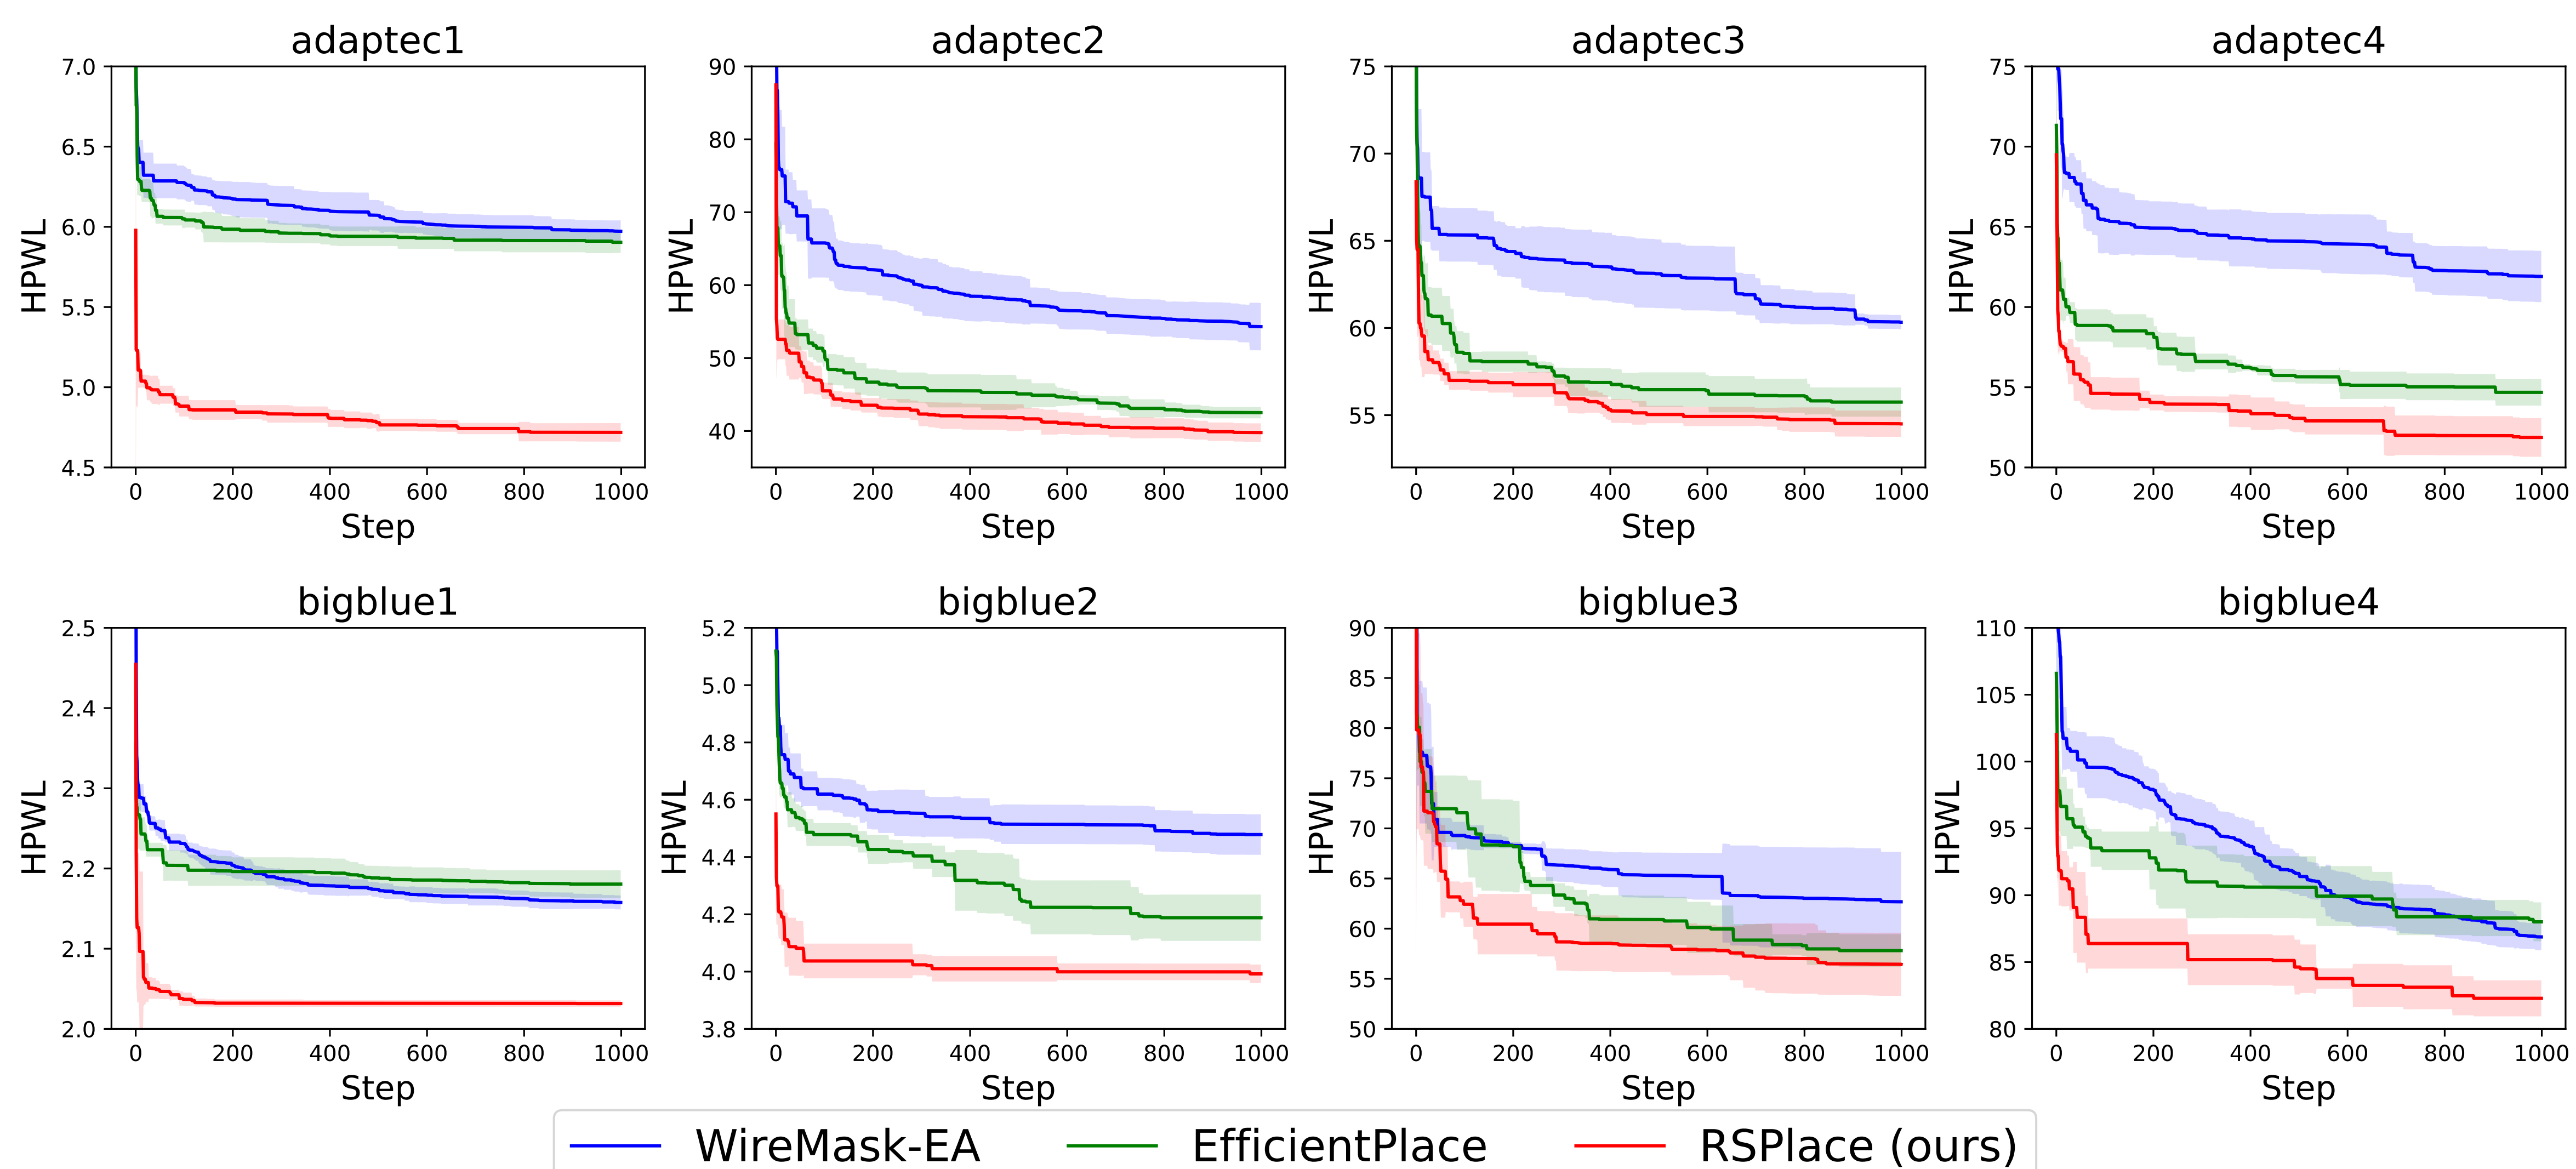 adaptec1 adaptec2 adaptec3 adaptec4
7.0 90 75 75
6.5 80 70 70
6.0 70 65 65
5.5 60 60 60
5.0 50 55 55
4.5 40 50
HPWL HPWL HPWL HPWL
0 200 400 600 800 1000 0 200 400 600 800 1000 0 200 400 600 800 1000 0 200 400 600 800 1000
Step Step Step Step
bigblue1 bigblue2 bigblue3 bigblue4
2.5 5.2 90 110
2.4 5.0 85 105
2.3 4.8 80 100
2.2 4.6 75 95
2.1 4.4 70 90
2.0 4.2 65 85
4.0 60 80
3.8 55
50
HPWL HPWL HPWL HPWL
0 200 400 600 800 1000 0 200 400 600 800 1000 0 200 400 600 800 1000 0 200 400 600 800 1000
Step Step Step Step
WireMask-EA EfficientPlace RSPlace (ours)